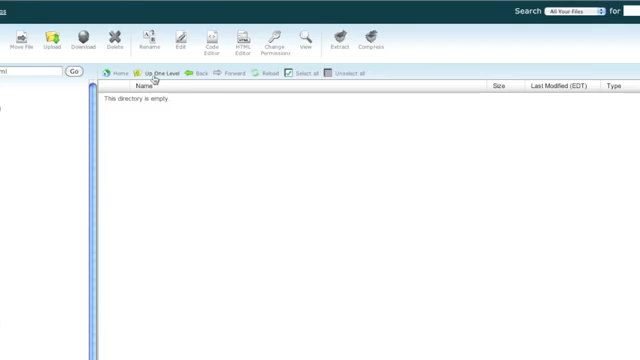 Search All Your Files for
Move File Upload Download Delete Rename Edit Code Editor HTML Editor Change Permissions View Extract Compress
Go Home Up One Level Back Forward Reload Select all Unselect all
Name Size Last Modified (EDT) Type
This directory is empty.